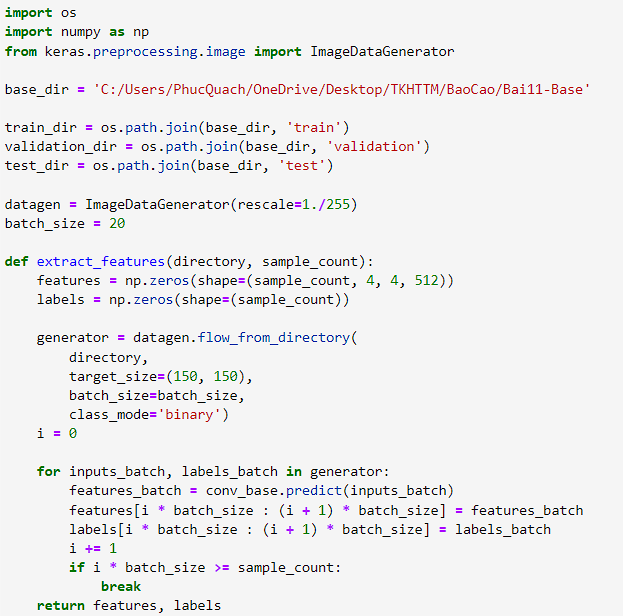 import os
import numpy as np
from keras.preprocessing.image import ImageDataGenerator

base_dir = 'C:/Users/PhucQuach/OneDrive/Desktop/TKHTTM/BaoCao/Bai11-Base'

train_dir = os.path.join(base_dir, 'train')
validation_dir = os.path.join(base_dir, 'validation')
test_dir = os.path.join(base_dir, 'test')

datagen = ImageDataGenerator(rescale=1./255)
batch_size = 20

def extract_features(directory, sample_count):
    features = np.zeros(shape=(sample_count, 4, 4, 512))
    labels = np.zeros(shape=(sample_count))

    generator = datagen.flow_from_directory(
        directory,
        target_size=(150, 150),
        batch_size=batch_size,
        class_mode='binary')
    i = 0

    for inputs_batch, labels_batch in generator:
        features_batch = conv_base.predict(inputs_batch)
        features[i * batch_size : (i + 1) * batch_size] = features_batch
        labels[i * batch_size : (i + 1) * batch_size] = labels_batch
        i += 1
        if i * batch_size >= sample_count:
            break
    return features, labels